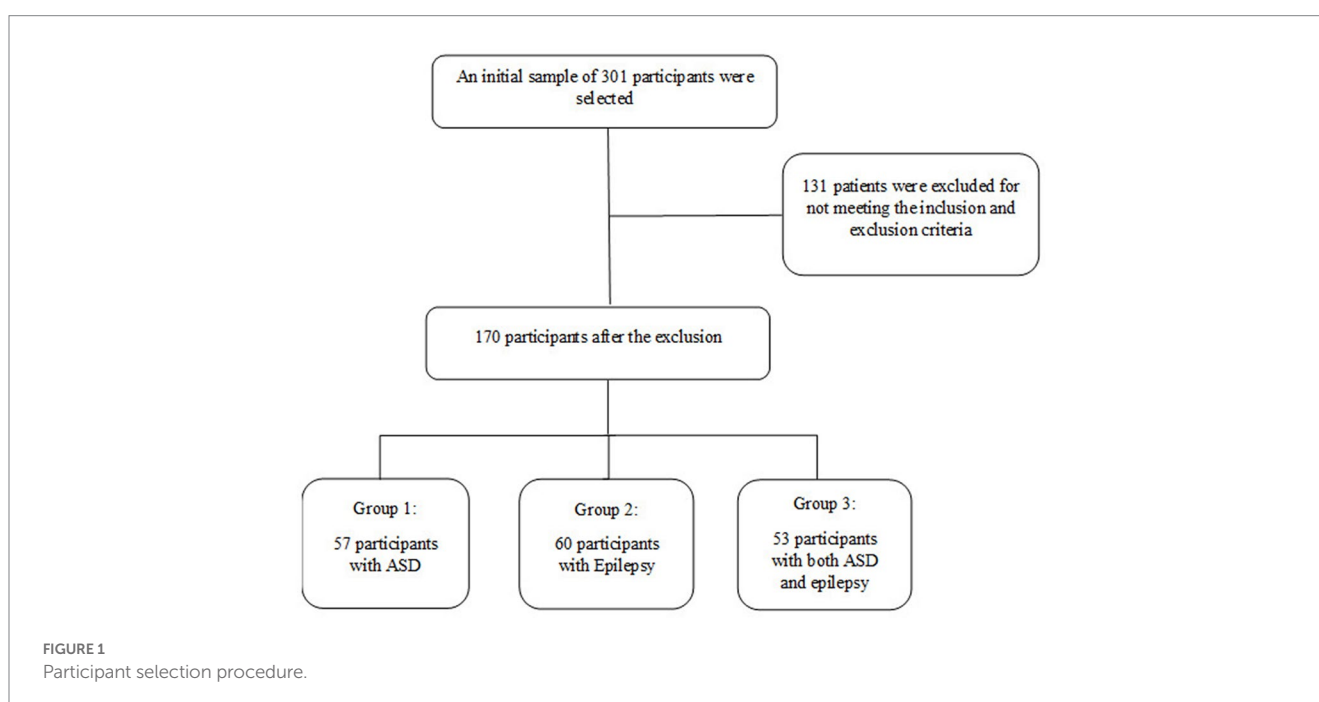 An initial sample of 301 participants were
selected
131 patients were excluded for
not meeting the inclusion and
exclusion criteria
170 participants after the exclusion
Group 1:
57 participants
with ASD
Group 2:
60 participants
with Epilepsy
Group 3:
53 participants
with both ASD
and epilepsy
FIGURE 1
Participant selection procedure.